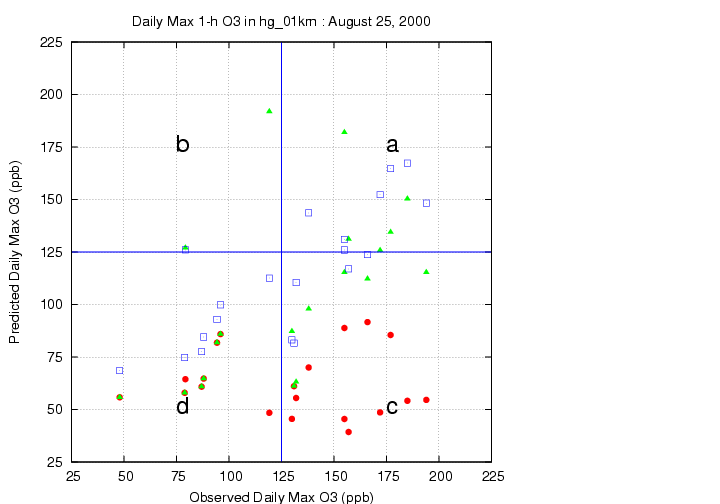 Daily Max 1-h O3 in hg_01km : August 25, 2000
225
200
175
150
125
100
75
50
25
Predicted Daily Max O3 (ppb)
b
a
d
c
25 50 75 100 125 150 175 200 225
Observed Daily Max O3 (ppb)